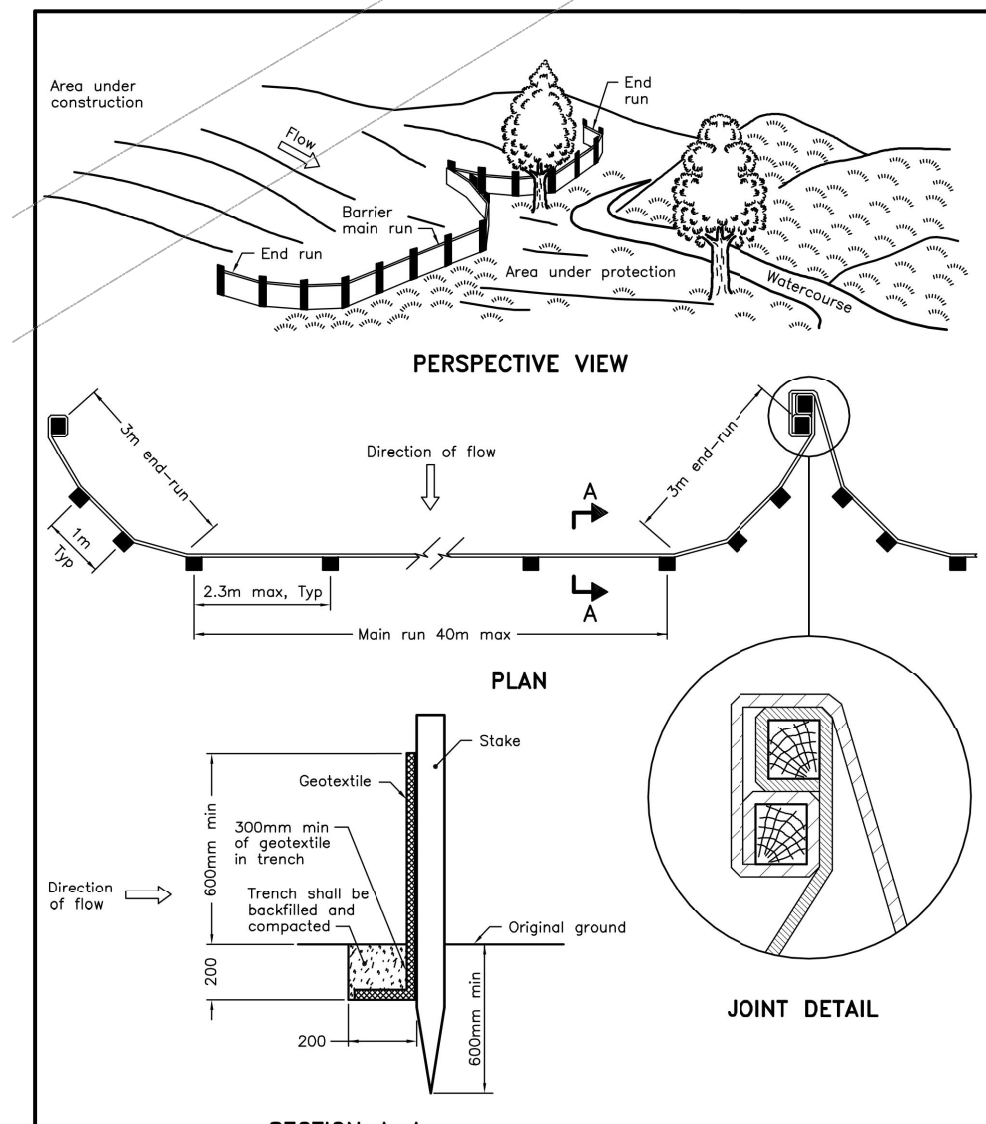 Area under
construction
Flow
End
run
Barrier
main run
End run
Area under protection
Watercourse
PERSPECTIVE VIEW
3m end-run
Direction of flow
3m end-run
A
1m
Typ
A
2.3m max, Typ
Main run 40m max
PLAN
Stake
Geotextile
600mm min
300mm min
of geotextile
in trench
Direction
of flow
Trench shall be
backfilled and
compacted
Original ground
200
200
600mm min
JOINT DETAIL